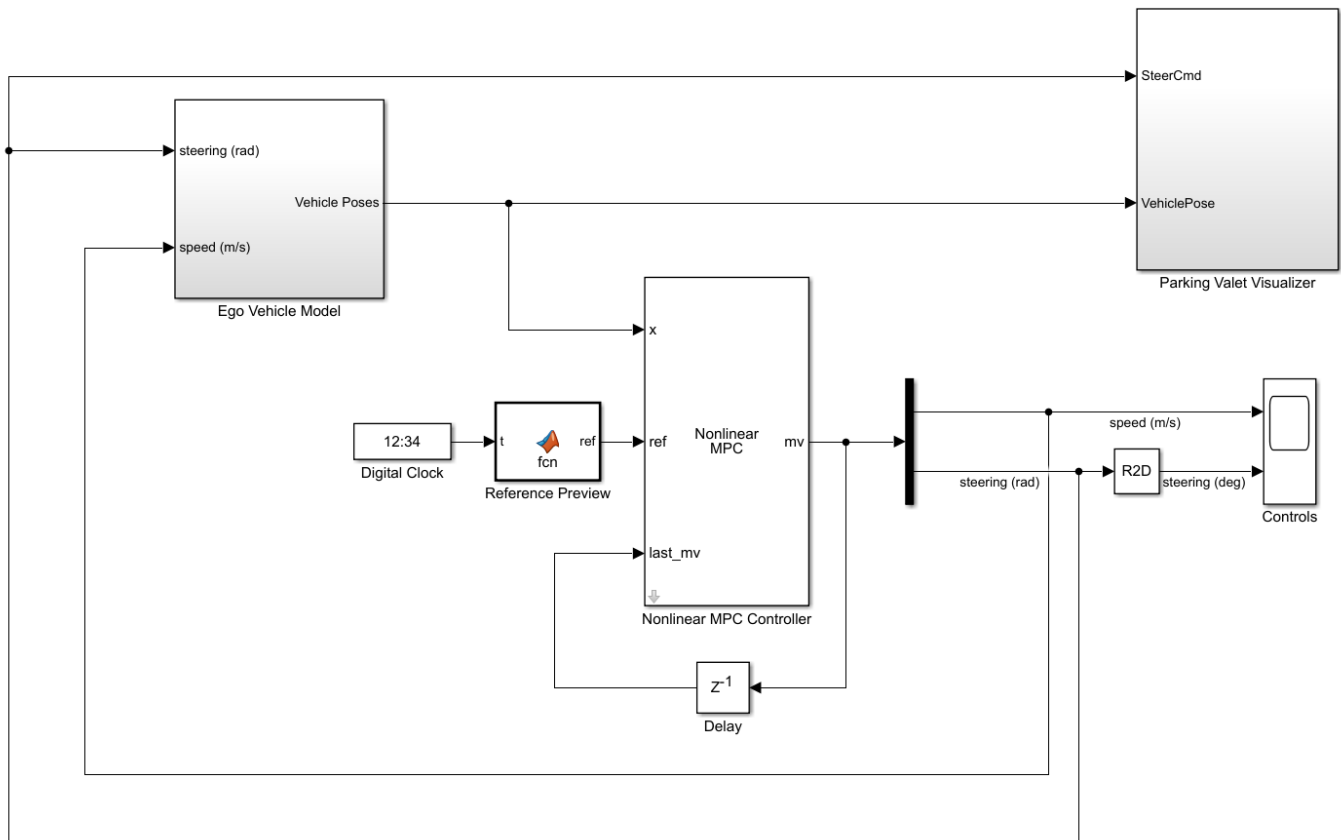 SteerCmd
steering (rad)
Vehicle Poses
VehiclePose
speed (m/s)
Ego Vehicle Model
Parking Valet Visualizer
x
12:34
Digital Clock
t
ref
fcn
Reference Preview
ref
Nonlinear
MPC
mv
last_mv
Nonlinear MPC Controller
speed (m/s)
steering (rad)
R2D
steering (deg)
Controls
Z-1
Delay